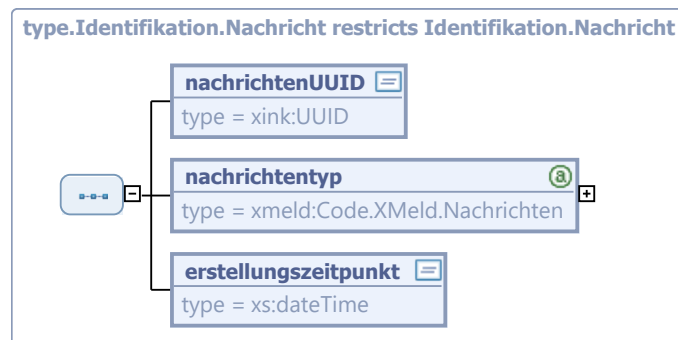 type.Identifikation.Nachricht restricts Identifikation.Nachricht
nachrichtenUUID
type = xink:UUID
nachrichtentyp
type = xmeld:Code.XMeld.Nachrichten
erstellungszeitpunkt
type = xs:dateTime